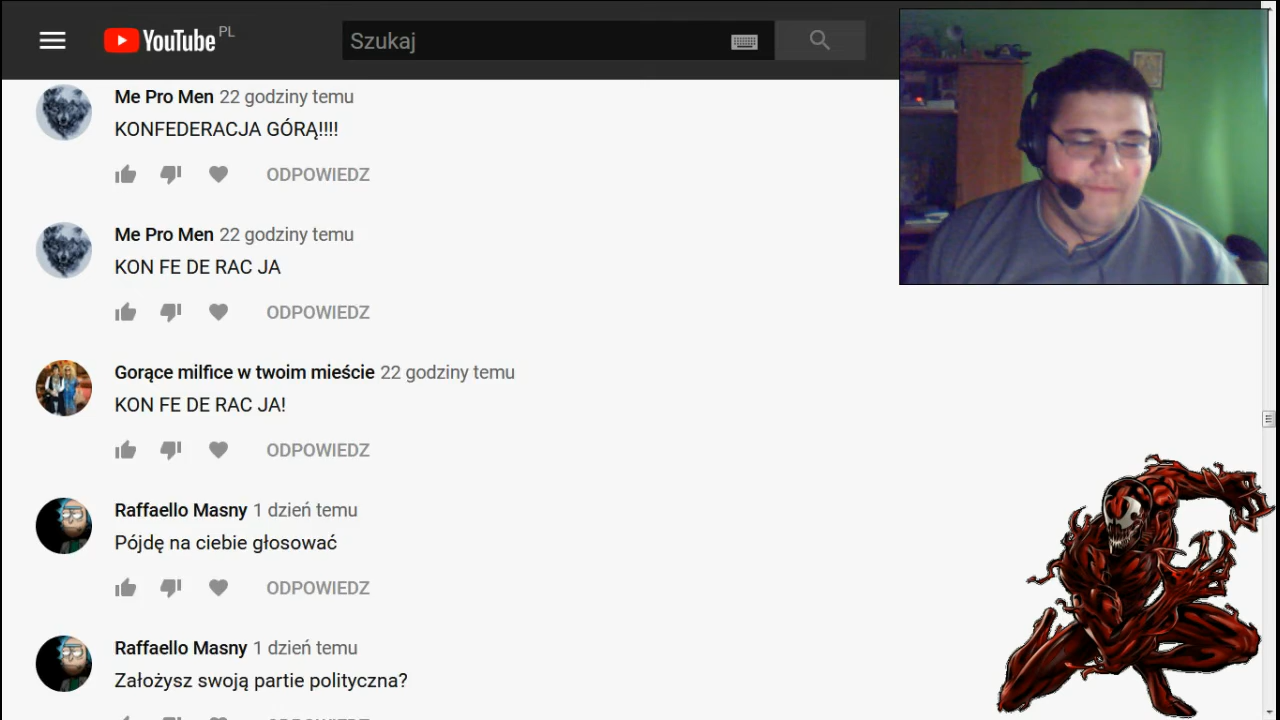 YouTube PL
Szukaj
Me Pro Men 22 godziny temu
KONFEDERACJA GÓRĄ!!!!
ODPOWIEDZ
Me Pro Men 22 godziny temu
KON FE DE RAC JA
ODPOWIEDZ
Gorące milfice w twoim mieście 22 godziny temu
KON FE DE RAC JA!
ODPOWIEDZ
Raffaello Masny 1 dzień temu
Pójdę na ciebie głosować
ODPOWIEDZ
Raffaello Masny 1 dzień temu
Założysz swoją partie polityczna?